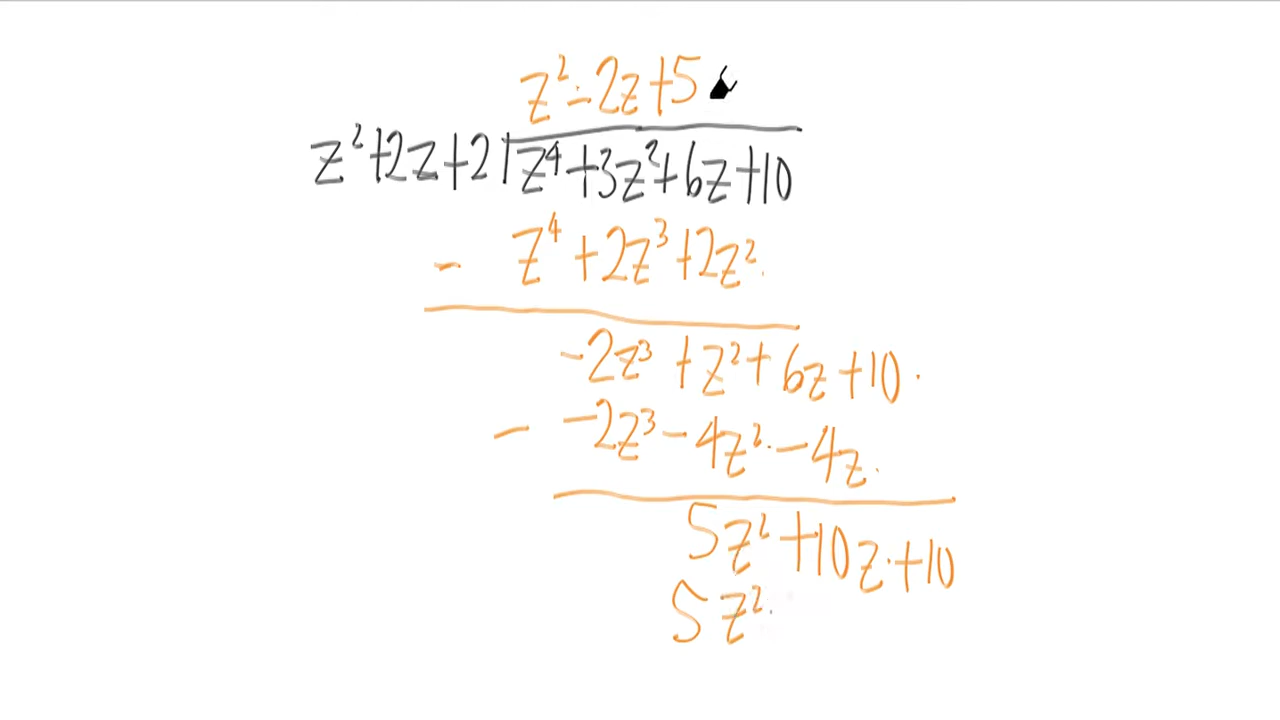 z²-2z+5
z²+2z+2|z⁴+3z²+6z+10
- z⁴+2z³+2z²
-2z³+z²+6z+10
- -2z³-4z²-4z
5z²+10z+10
5z²